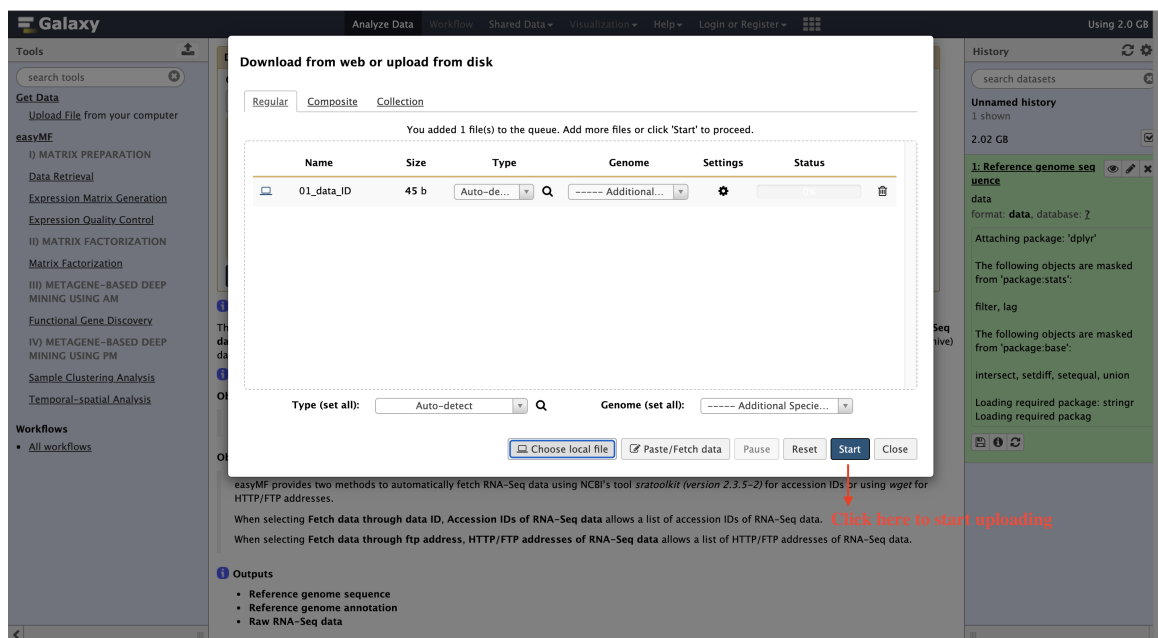 Galaxy
Analyze Data Workflow Shared Data Visualization Help Login or Register
Using 2.0 GB
Tools
search tools
Get Data
Upload File from your computer
easyMF
I) MATRIX PREPARATION
Data Retrieval
Expression Matrix Generation
Expression Quality Control
II) MATRIX FACTORIZATION
Matrix Factorization
III) METAGENE-BASED DEEP
MINING USING AM
Functional Gene Discovery
IV) METAGENE-BASED DEEP
MINING USING PM
Sample Clustering Analysis
Temporal-spatial Analysis
Workflows
All workflows
Download from web or upload from disk
Regular Composite Collection
You added 1 file(s) to the queue. Add more files or click 'Start' to proceed.
Name Size Type Genome Settings Status
01_data_ID 45 b Auto-de... ----- Additional...
Type (set all): Auto-detect Genome (set all): ----- Additional Specie...
Choose local file Paste/Fetch data Pause Reset Start Close
Click here to start uploading
easyMF provides two methods to automatically fetch RNA-Seq data using NCBI's tool sratoolkit (version 2.3.5-2) for accession IDs or using wget for
HTTP/FTP addresses.
When selecting Fetch data through data ID, Accession IDs of RNA-Seq data allows a list of accession IDs of RNA-Seq data.
When selecting Fetch data through ftp address, HTTP/FTP addresses of RNA-Seq data allows a list of HTTP/FTP addresses of RNA-Seq data.
Outputs
• Reference genome sequence
• Reference genome annotation
• Raw RNA-Seq data
History
search datasets
Unnamed history
1 shown
2.02 GB
1: Reference genome seq
uence
data
format: data, database: ?
Attaching package: 'dplyr'
The following objects are masked
from 'package:stats':
filter, lag
The following objects are masked
from 'package:base':
intersect, setdiff, setequal, union
Loading required package: stringr
Loading required packag